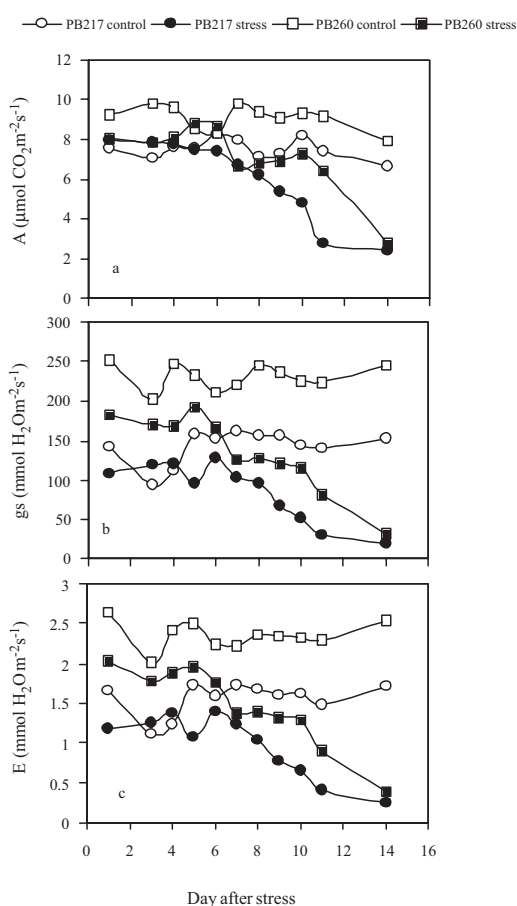 PB217 control PB217 stress PB260 control PB260 stress
12
10
8
6
4
2
0
A (μmol CO₂m⁻²s⁻¹)
a
300
250
200
150
100
50
0
gs (mmol H₂Om⁻²s⁻¹)
b
3
2.5
2
1.5
1
0.5
0
E (mmol H₂Om⁻²s⁻¹)
c
0 2 4 6 8 10 12 14 16
Day after stress